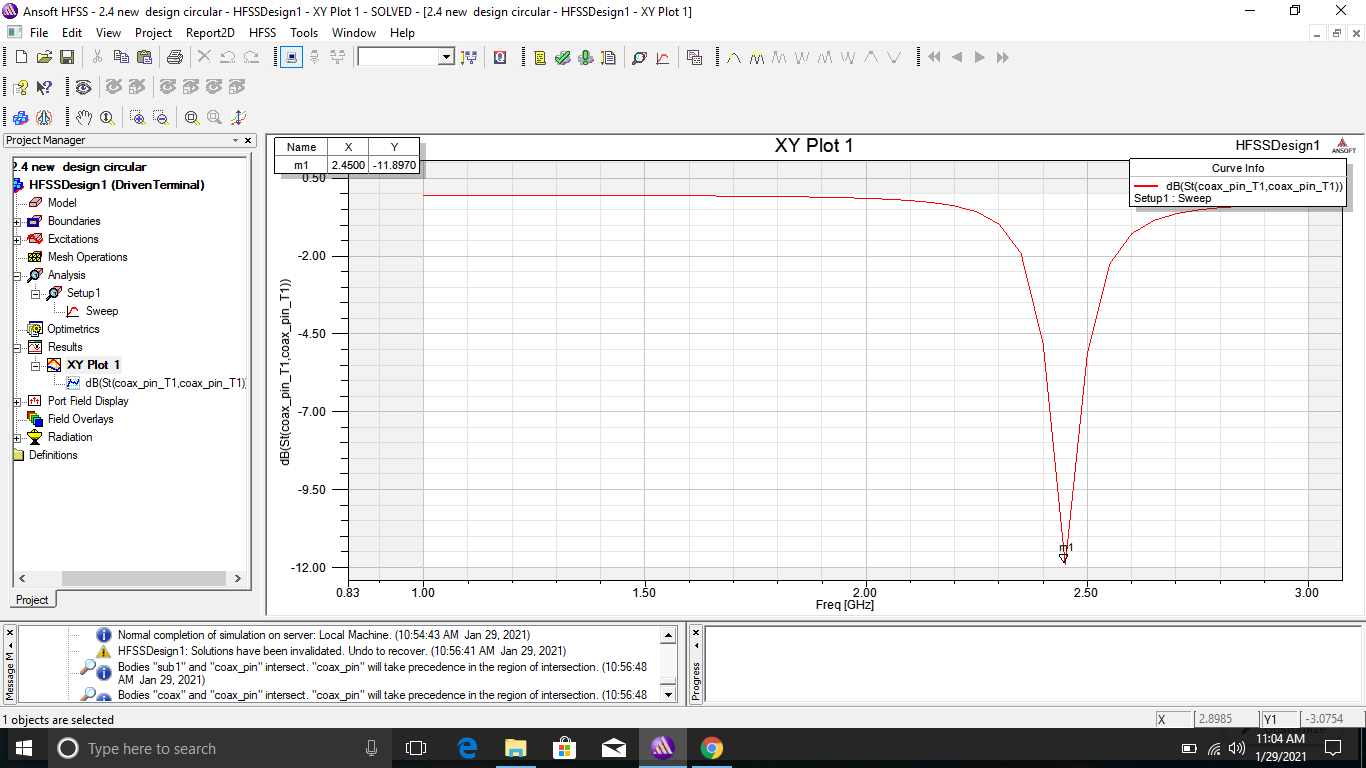 Ansoft HFSS - 2.4 new  design circular - HFSSDesign1 - XY Plot 1 - SOLVED - [2.4 new  design circular - HFSSDesign1 - XY Plot 1]
File Edit View Project Report2D HFSS Tools Window Help
Project Manager
2.4 new  design circular
HFSSDesign1 (DrivenTerminal)
Model
Boundaries
Excitations
Mesh Operations
Analysis
Setup1
Sweep
Optimetrics
Results
XY Plot 1
dB(St(coax_pin_T1,coax_pin_T1))
Port Field Display
Field Overlays
Radiation
Definitions
Project
Name X Y
m1 2.4500 -11.8970
XY Plot 1
HFSSDesign1
ANSOFT
Curve Info
dB(St(coax_pin_T1,coax_pin_T1))
Setup1 : Sweep
dB(St(coax_pin_T1,coax_pin_T1))
0.50
-2.00
-4.50
-7.00
-9.50
-12.00
m1
0.83 1.00 1.50 2.00 2.50 3.00
Freq [GHz]
Message M
Normal completion of simulation on server: Local Machine. (10:54:43 AM  Jan 29, 2021)
HFSSDesign1: Solutions have been invalidated. Undo to recover. (10:56:41 AM  Jan 29, 2021)
Bodies "sub1" and "coax_pin" intersect. "coax_pin" will take precedence in the region of intersection. (10:56:48
AM  Jan 29, 2021)
Bodies "coax" and "coax_pin" intersect. "coax_pin" will take precedence in the region of intersection. (10:56:48
Progress
1 objects are selected
X 2.8985 Y1 -3.0754
Type here to search
11:04 AM
1/29/2021